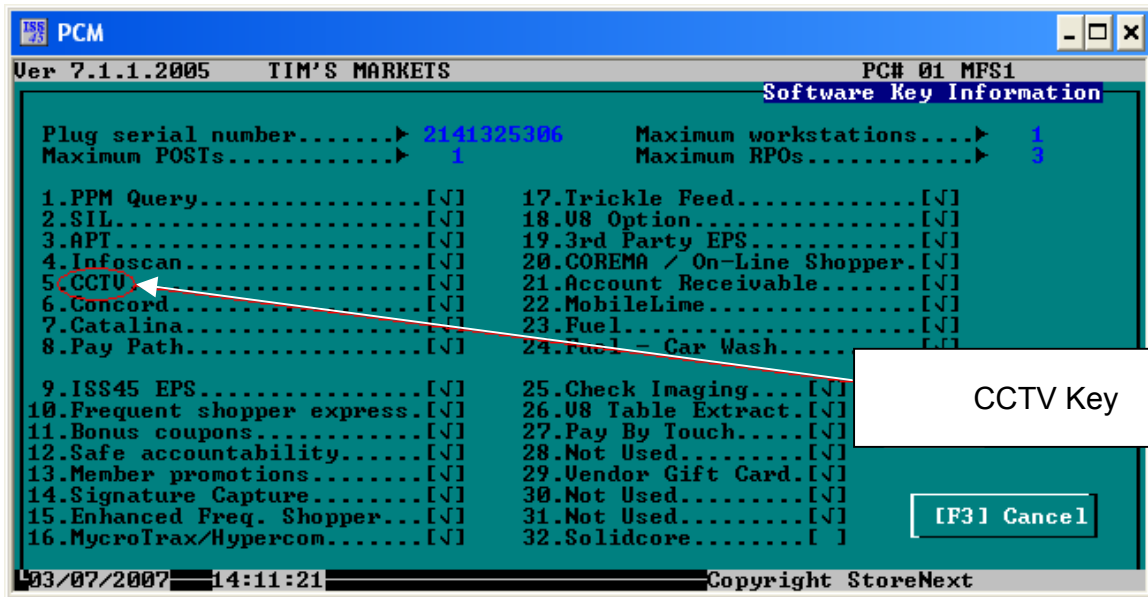 ISS 45 PCM
Ver 7.1.1.2005 TIM'S MARKETS PC# 01 MFS1
Software Key Information
Plug serial number.......► 2141325306 Maximum workstations....► 1
Maximum POSTs............► 1 Maximum RPOs............► 3
1.PPM Query................[√] 17.Trickle Feed.............[√]
2.SIL......................[√] 18.V8 Option................[√]
3.APT......................[√] 19.3rd Party EPS............[√]
4.Infoscan.................[√] 20.COREMA / On-Line Shopper.[√]
5.CCTV.....................[√] 21.Account Receivable.......[√]
6.Concord..................[√] 22.MobileLime...............[√]
7.Catalina.................[√] 23.Fuel.....................[√]
8.Pay Path.................[√] 24.Fuel - Car Wash..........[√]
9.ISS45 EPS................[√] 25.Check Imaging....[√]
10.Frequent shopper express.[√] 26.V8 Table Extract.[√]
11.Bonus coupons............[√] 27.Pay By Touch.....[√]
12.Safe accountability......[√] 28.Not Used.........[√]
13.Member promotions........[√] 29.Vendor Gift Card.[√]
14.Signature Capture........[√] 30.Not Used.........[√]
15.Enhanced Freq. Shopper...[√] 31.Not Used.........[√]
16.MycroTrax/Hypercom.......[√] 32.Solidcore........[ ]
CCTV Key
[F3] Cancel
03/07/2007 14:11:21 Copyright StoreNext